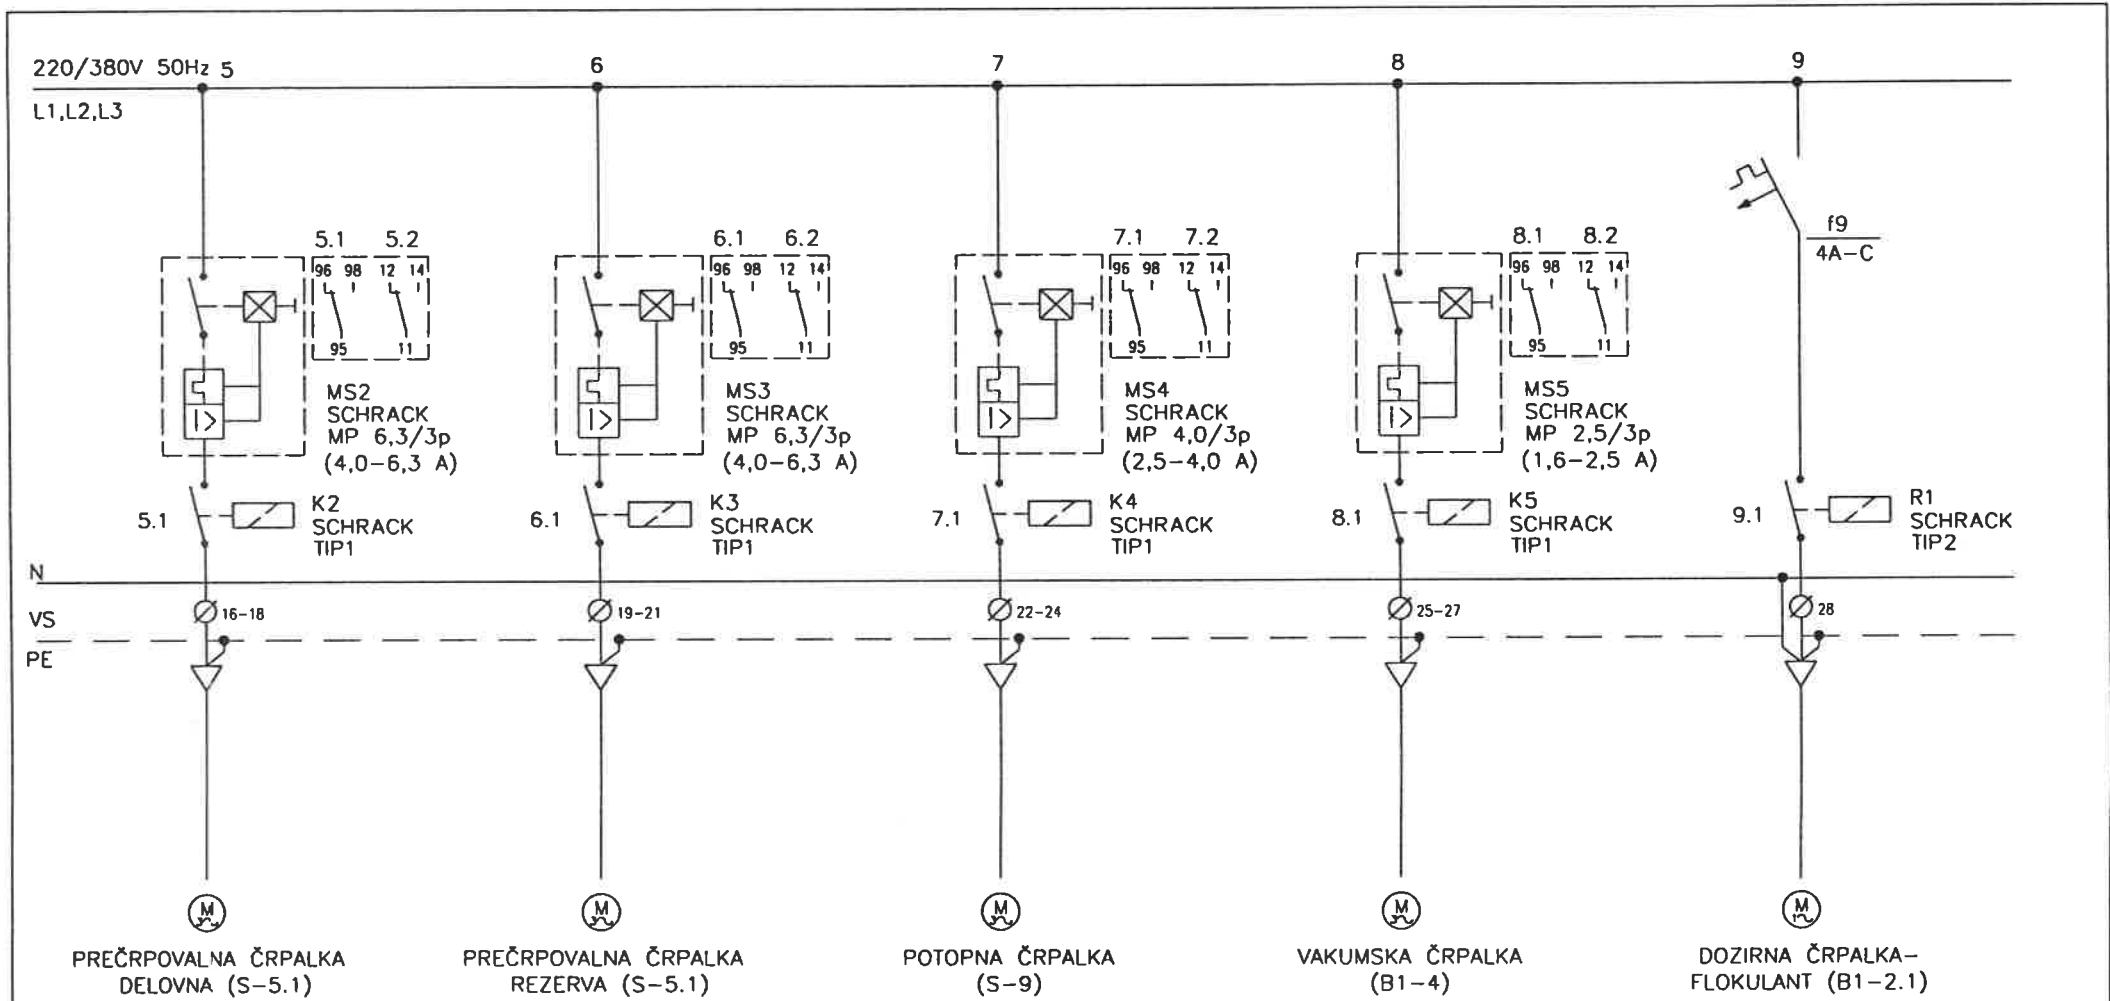 220/380V 50Hz 5 6 7 8 9
L1,L2,L3
5.1 5.2
96 98 12 14
95 11
MS2
SCHRACK
MP 6,3/3p
(4,0-6,3 A)
5.1
K2
SCHRACK
TIP1
6.1 6.2
96 98 12 14
95 11
MS3
SCHRACK
MP 6,3/3p
(4,0-6,3 A)
6.1
K3
SCHRACK
TIP1
7.1 7.2
96 98 12 14
95 11
MS4
SCHRACK
MP 4,0/3p
(2,5-4,0 A)
7.1
K4
SCHRACK
TIP1
8.1 8.2
96 98 12 14
95 11
MS5
SCHRACK
MP 2,5/3p
(1,6-2,5 A)
8.1
K5
SCHRACK
TIP1
f9
4A-C
9.1
R1
SCHRACK
TIP2
N
VS
PE
16-18
19-21
22-24
25-27
28
M
M
M
M
M
1
PREČRPOVALNA ČRPALKA
DELOVNA (S-5.1)
PREČRPOVALNA ČRPALKA
REZERVA (S-5.1)
POTOPNA ČRPALKA
(S-9)
VAKUMSKA ČRPALKA
(B1-4)
DOZIRNA ČRPALKA-
FLOKULANT (B1-2.1)